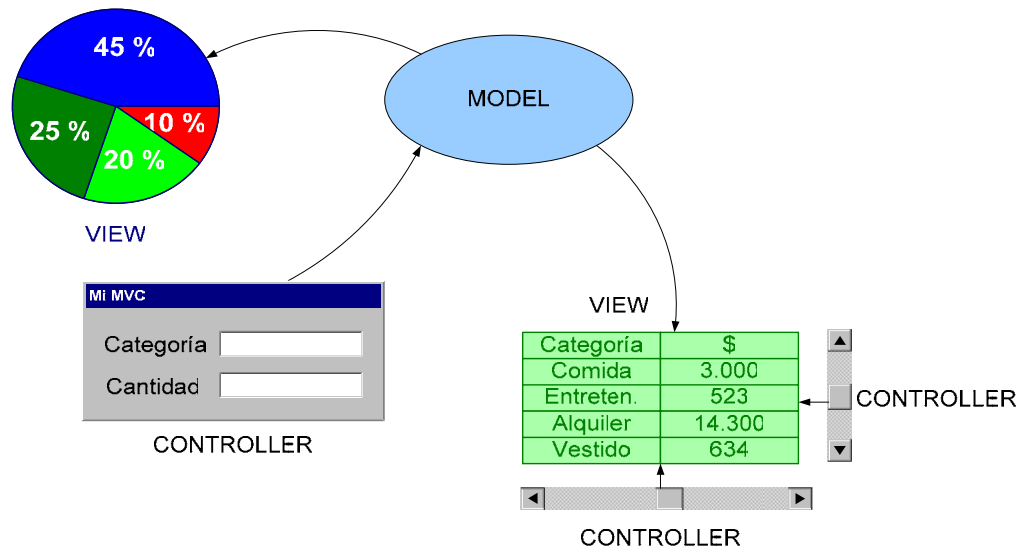 45 %
25 %
10 %
20 %
VIEW
MODEL
Mi MVC
Categoría
Cantidad
CONTROLLER
VIEW
Categoría $
Comida 3.000
Entreten. 523
Alquiler 14.300
Vestido 634
CONTROLLER
CONTROLLER